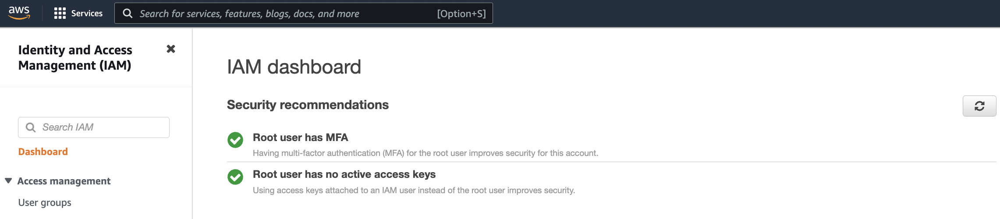 aws
Services
Search for services, features, blogs, docs, and more
[Option+S]
Identity and Access
Management (IAM)
Search IAM
Dashboard
Access management
User groups
IAM dashboard
Security recommendations
Root user has MFA
Having multi-factor authentication (MFA) for the root user improves security for this account.
Root user has no active access keys
Using access keys attached to an IAM user instead of the root user improves security.